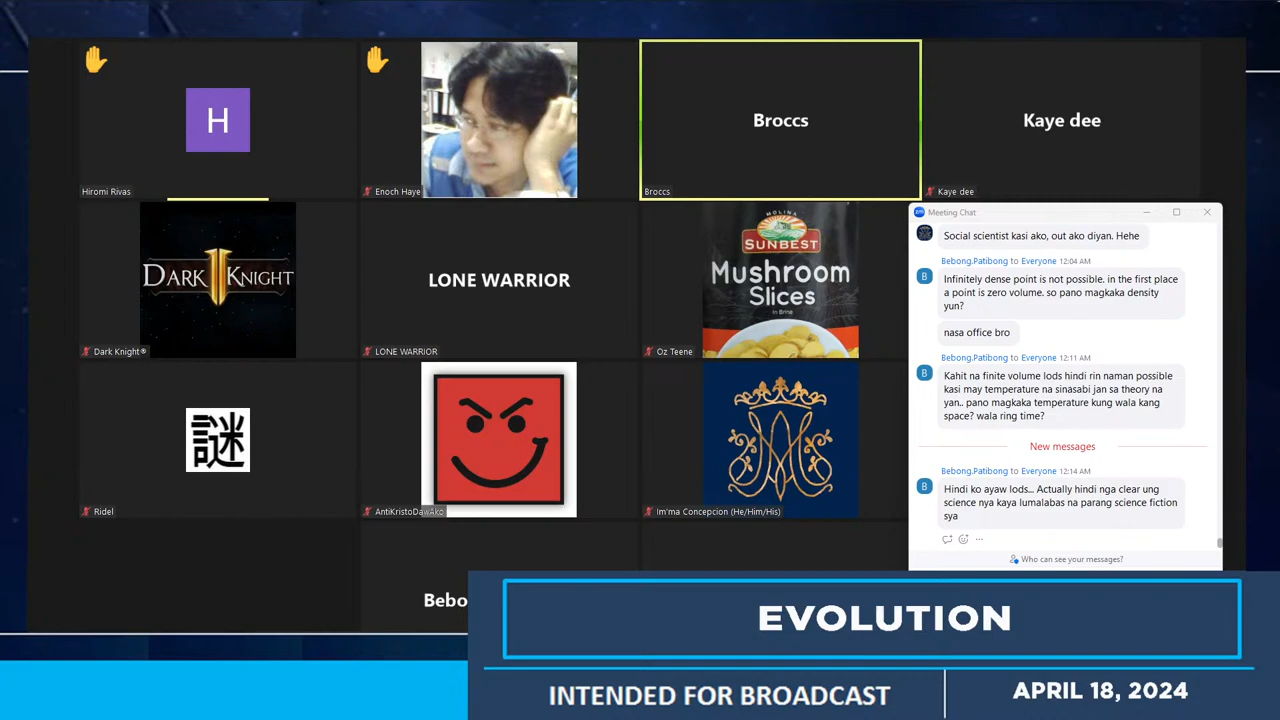 H
Hiromi Rivas
Enoch Haye
Broccs
Broccs
Kaye dee
Kaye dee
DARK KNIGHT
Dark Knight®
LONE WARRIOR
LONE WARRIOR
MOLINA
SUNBEST
Mushroom
Slices
in Brine
Oz Teene
謎
Ridel
AntiKristoDawAko
Im'ma Concepcion (He/Him/His)
Bebo
zm Meeting Chat
Social scientist kasi ako, out ako diyan. Hehe
Bebong.Patibong to Everyone 12:04 AM
B
Infinitely dense point is not possible. in the first place
a point is zero volume. so pano magkaka density
yun?
nasa office bro
Bebong.Patibong to Everyone 12:11 AM
B
Kahit na finite volume lods hindi rin naman possible
kasi may temperature na sinasabi jan sa theory na
yan.. pano magkaka temperature kung wala kang
space? wala ring time?
New messages
Bebong.Patibong to Everyone 12:14 AM
B
Hindi ko ayaw lods... Actually hindi nga clear ung
science nya kaya lumalabas na parang science fiction
sya
Who can see your messages?
EVOLUTION
INTENDED FOR BROADCAST
APRIL 18, 2024